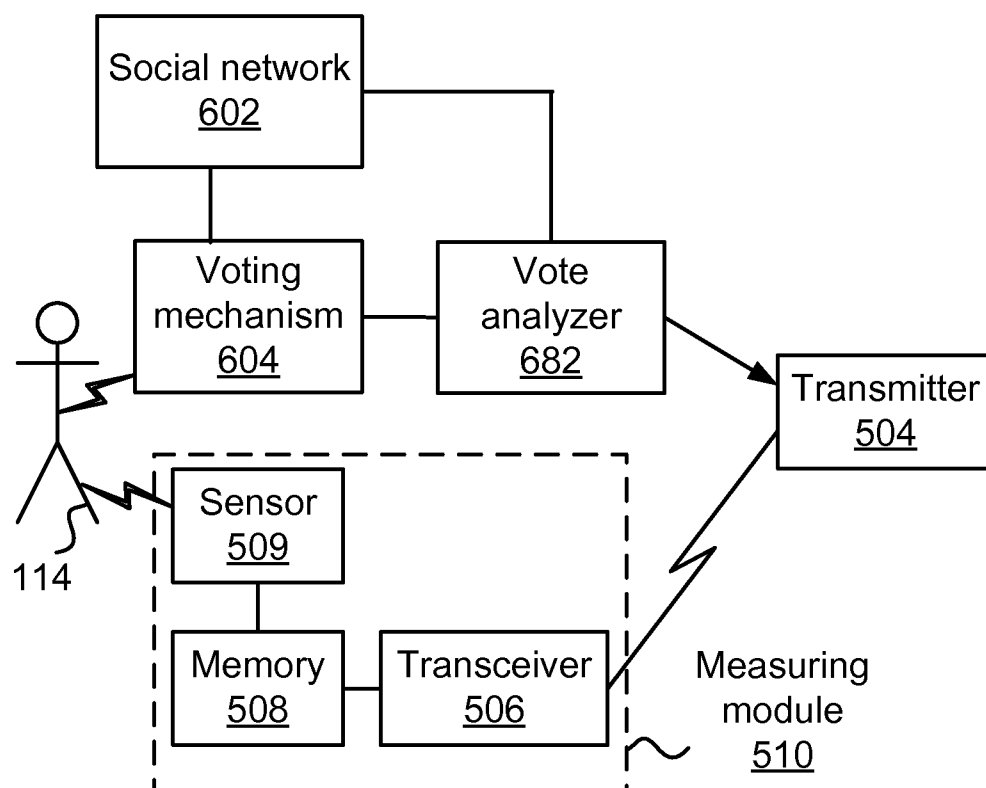 Social network
602
Voting
mechanism
604
Vote
analyzer
682
Transmitter
504
Sensor
509
114
Memory
508
Transceiver
506
Measuring
module
510